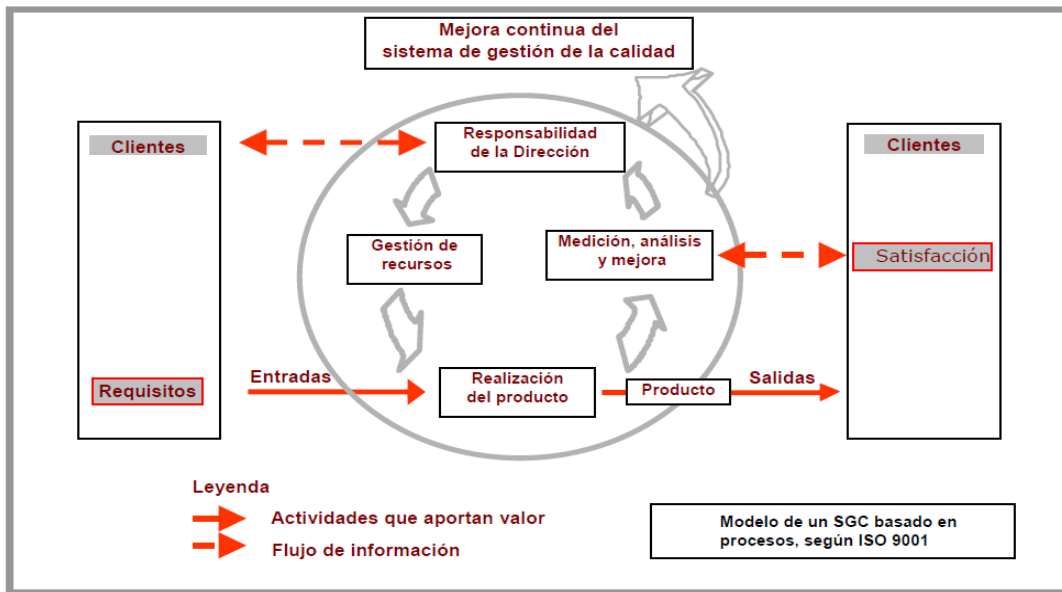 Mejora continua del
sistema de gestión de la calidad
Clientes
Responsabilidad
de la Dirección
Clientes
Gestión de
recursos
Medición, análisis
y mejora
Satisfacción
Requisitos
Entradas
Realización
del producto
Producto
Salidas
Leyenda
Actividades que aportan valor
Flujo de información
Modelo de un SGC basado en
procesos, según ISO 9001